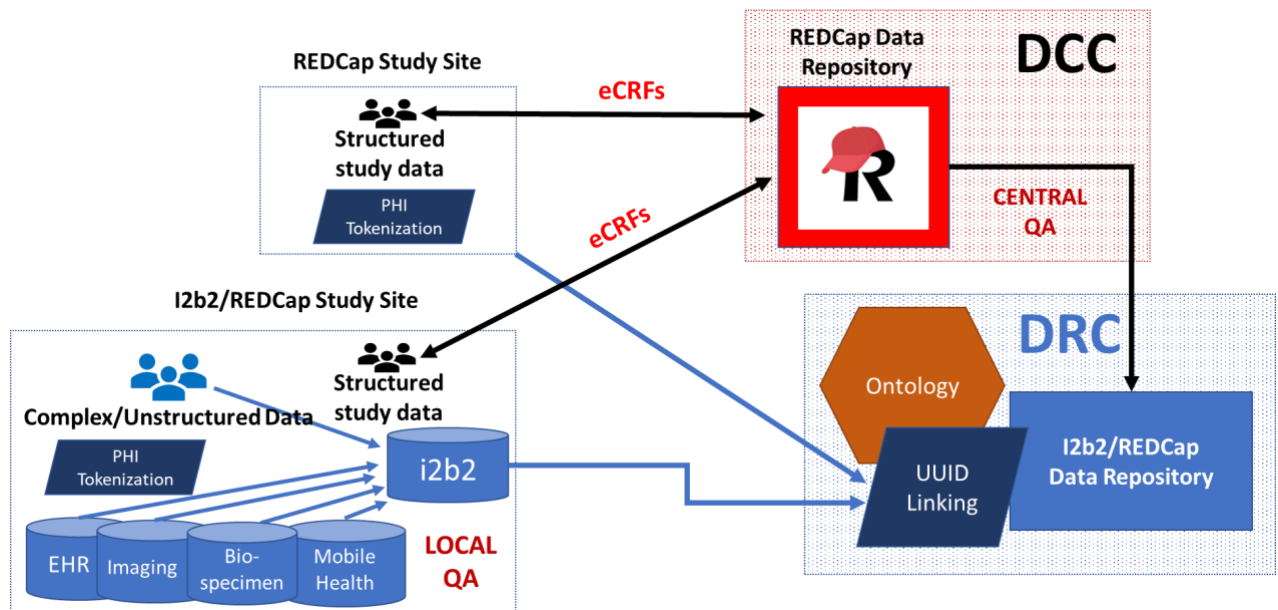 REDCap Study Site
Structured
study data
PHI
Tokenization
eCRFs
eCRFs
REDCap Data
Repository
DCC
R
CENTRAL
QA
I2b2/REDCap Study Site
Complex/Unstructured Data
PHI
Tokenization
Structured
study data
i2b2
EHR
Imaging
Bio-
specimen
Mobile
Health
LOCAL
QA
DRC
Ontology
UUID
Linking
I2b2/REDCap
Data Repository